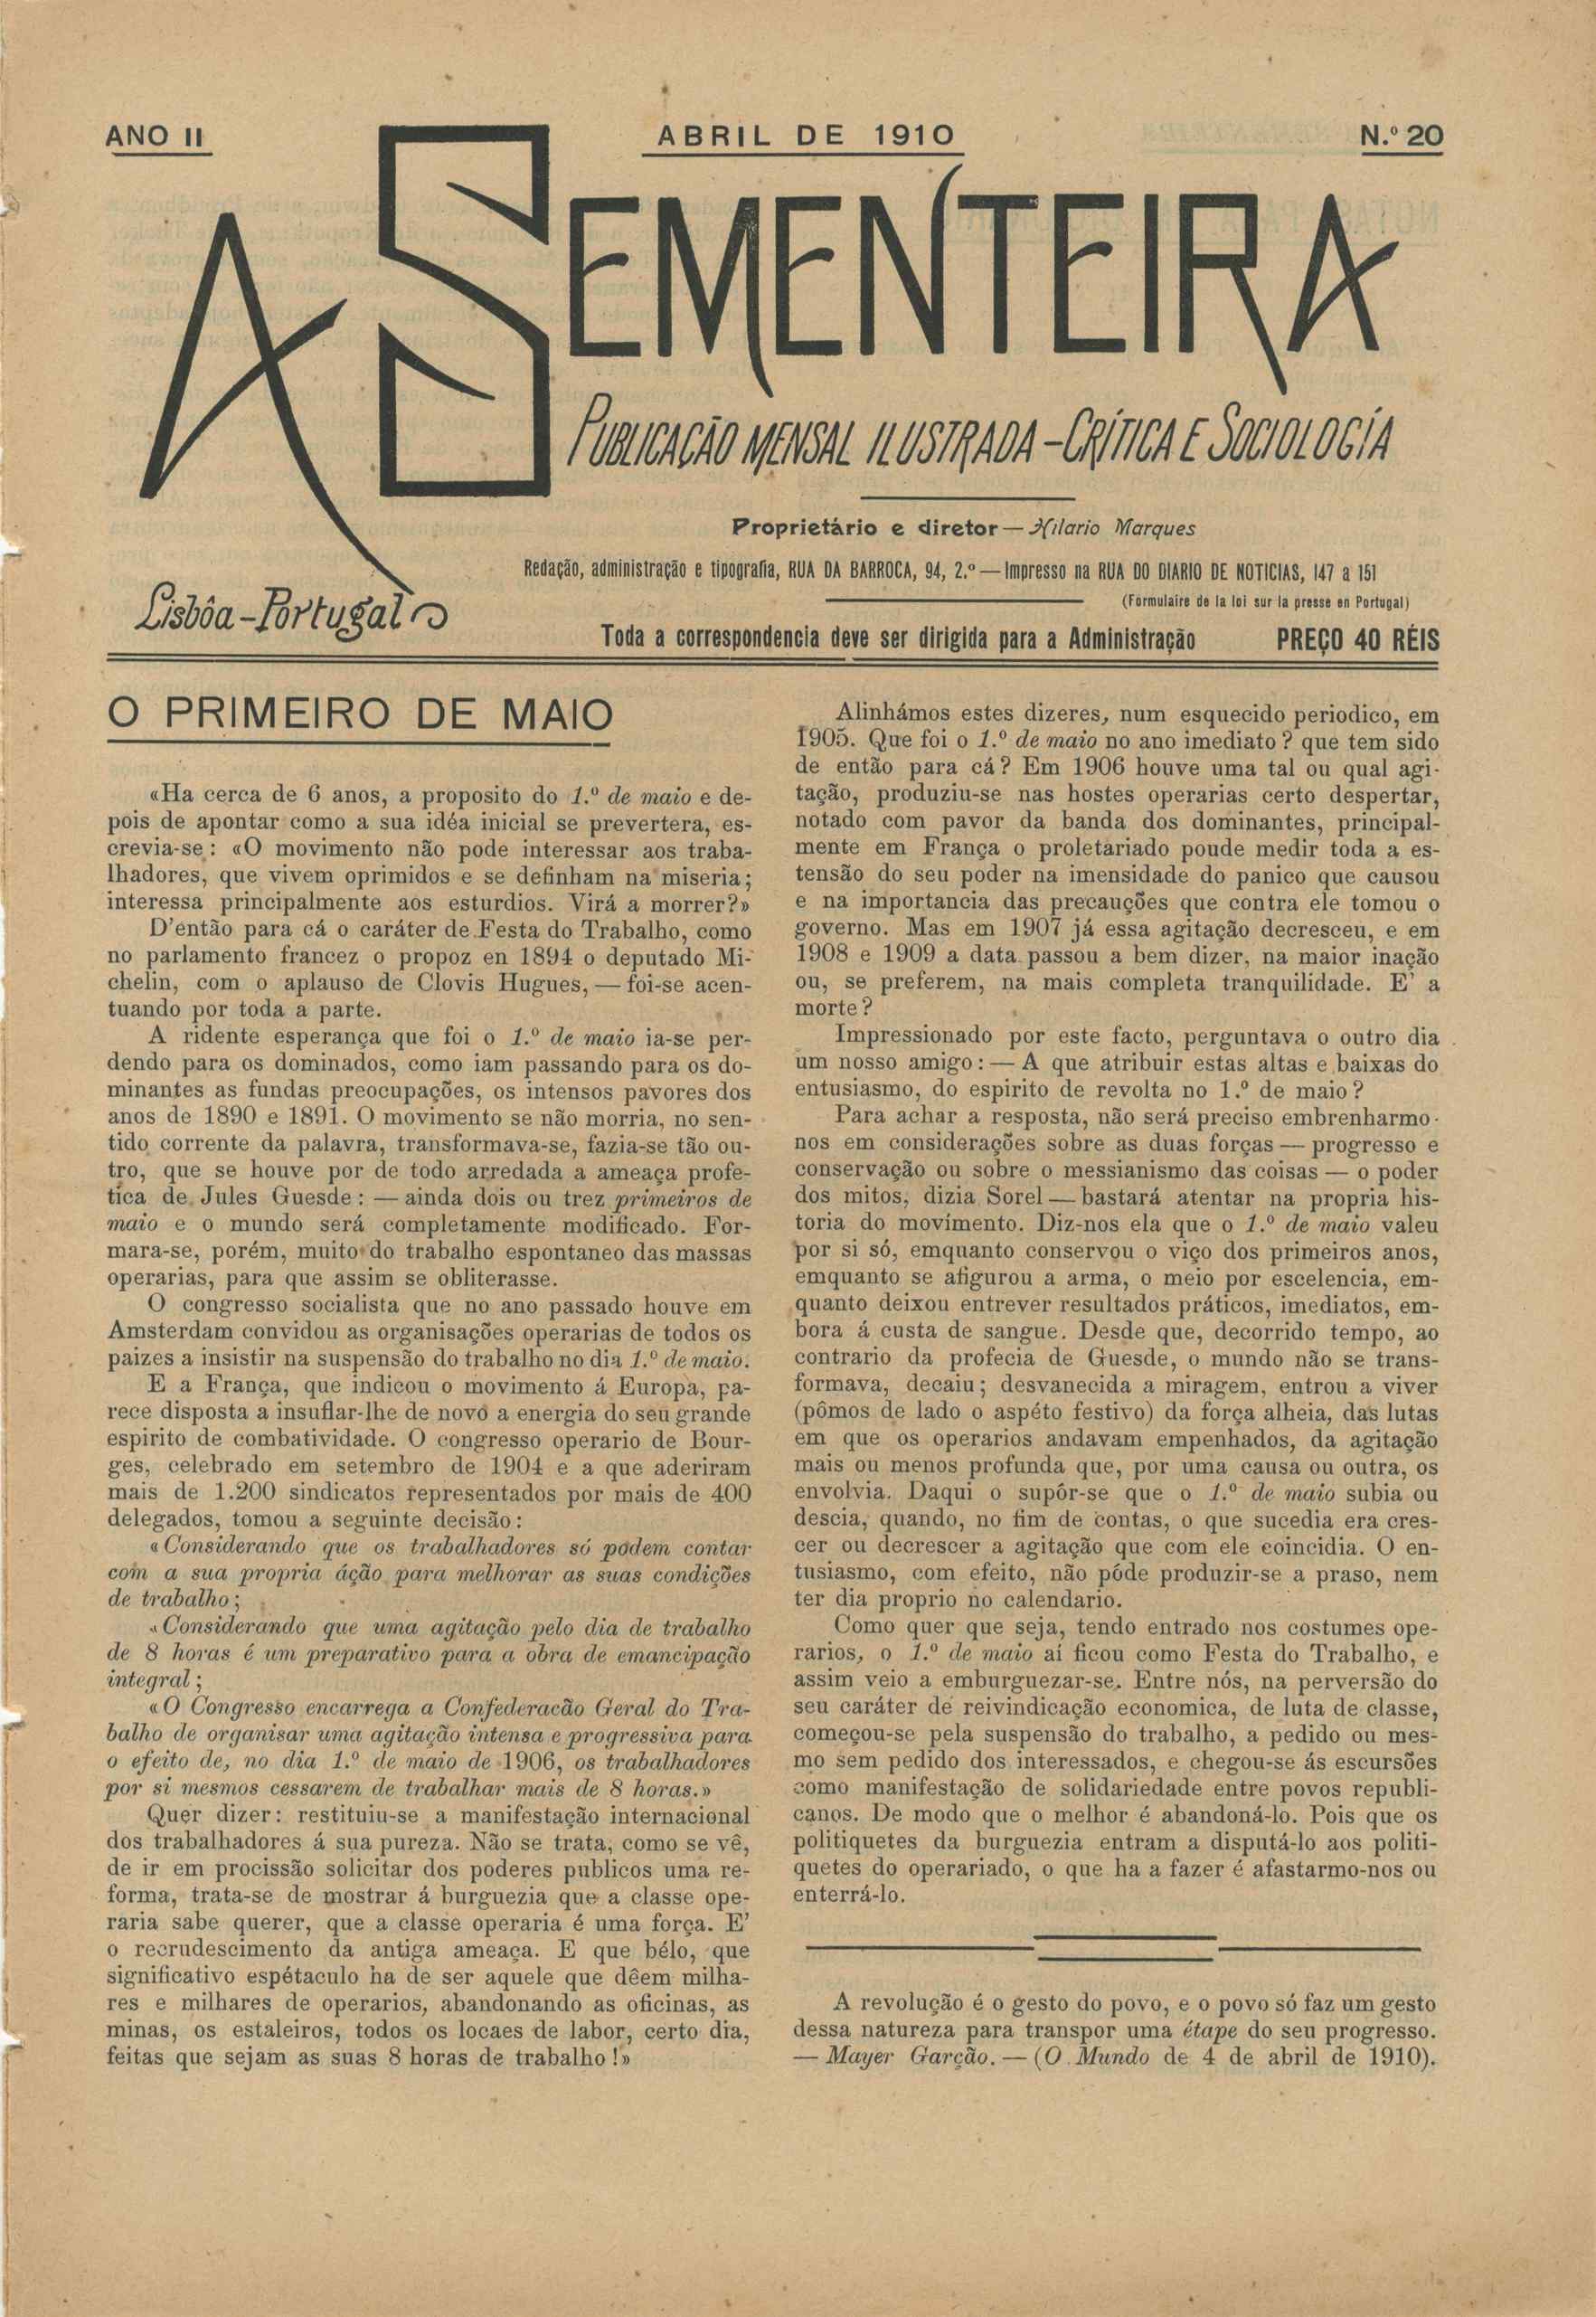 ANO II
ABRIL DE 1910
N.º 20
A SEMENTEIRA
PUBLICAÇÃO MENSAL ILUSTRADA - CRÍTICA E SOCIOLOGÍA
Proprietário e diretor — Hilario Marques
Redação, administração e tipografia, RUA DA BARROCA, 94, 2.º — Impresso na RUA DO DIARIO DE NOTICIAS, 147 a 151
(Formulaire de la loi sur la presse en Portugal)
Lisbôa - Portugal
Toda a correspondencia deve ser dirigida para a Administração
PREÇO 40 RÉIS
O PRIMEIRO DE MAIO
«Ha cerca de 6 anos, a proposito do 1.º de maio e de-
pois de apontar como a sua idéa inicial se prevertera, es-
crevia-se: «O movimento não pode interessar aos traba-
lhadores, que vivem oprimidos e se definham na miseria;
interessa principalmente aos esturdios. Virá a morrer?»
D'então para cá o caráter de Festa do Trabalho, como
no parlamento francez o propoz en 1894 o deputado Mi-
chelin, com o aplauso de Clovis Hugues, — foi-se acen-
tuando por toda a parte.
A ridente esperança que foi o 1.º de maio ia-se per-
dendo para os dominados, como iam passando para os do-
minantes as fundas preocupações, os intensos pavores dos
anos de 1890 e 1891. O movimento se não morria, no sen-
tido corrente da palavra, transformava-se, fazia-se tão ou-
tro, que se houve por de todo arredada a ameaça profe-
tica de Jules Guesde: — ainda dois ou trez primeiros de
maio e o mundo será completamente modificado. For-
mara-se, porém, muito do trabalho espontaneo das massas
operarias, para que assim se obliterasse.
O congresso socialista que no ano passado houve em
Amsterdam convidou as organisações operarias de todos os
paizes a insistir na suspensão do trabalho no dia 1.º de maio.
E a França, que indicou o movimento á Europa, pa-
rece disposta a insuflar-lhe de novo a energia do seu grande
espirito de combatividade. O congresso operario de Bour-
ges, celebrado em setembro de 1904 e a que aderiram
mais de 1.200 sindicatos representados por mais de 400
delegados, tomou a seguinte decisão:
«Considerando que os trabalhadores só podem contar
com a sua propria áção para melhorar as suas condições
de trabalho;
«Considerando que uma agitação pelo dia de trabalho
de 8 horas é um preparativo para a obra de emancipação
integral;
«O Congresso encarrega a Confederacão Geral do Tra-
balho de organisar uma agitação intensa e progressiva para
o efeito de, no dia 1.º de maio de 1906, os trabalhadores
por si mesmos cessarem de trabalhar mais de 8 horas.»
Quer dizer: restituiu-se a manifestação internacional
dos trabalhadores á sua pureza. Não se trata, como se vê,
de ir em procissão solicitar dos poderes publicos uma re-
forma, trata-se de mostrar á burguezia que a classe ope-
raria sabe querer, que a classe operaria é uma força. E'
o recrudescimento da antiga ameaça. E que bélo, que
significativo espétaculo ha de ser aquele que dêem milha-
res e milhares de operarios, abandonando as oficinas, as
minas, os estaleiros, todos os locaes de labor, certo dia,
feitas que sejam as suas 8 horas de trabalho!»
Alinhámos estes dizeres, num esquecido periodico, em
1905. Que foi o 1.º de maio no ano imediato? que tem sido
de então para cá? Em 1906 houve uma tal ou qual agi-
tação, produziu-se nas hostes operarias certo despertar,
notado com pavor da banda dos dominantes, principal-
mente em França o proletariado poude medir toda a es-
tensão do seu poder na imensidade do panico que causou
e na importancia das precauções que contra ele tomou o
governo. Mas em 1907 já essa agitação decresceu, e em
1908 e 1909 a data passou a bem dizer, na maior inação
ou, se preferem, na mais completa tranquilidade. E' a
morte?
Impressionado por este facto, perguntava o outro dia
um nosso amigo: — A que atribuir estas altas e baixas do
entusiasmo, do espirito de revolta no 1.º de maio?
Para achar a resposta, não será preciso embrenharmo-
nos em considerações sobre as duas forças — progresso e
conservação ou sobre o messianismo das coisas — o poder
dos mitos, dizia Sorel — bastará atentar na propria his-
toria do movímento. Diz-nos ela que o 1.º de maio valeu
por si só, emquanto conservou o viço dos primeiros anos,
emquanto se afigurou a arma, o meio por escelencia, em-
quanto deixou entrever resultados práticos, imediatos, em-
bora á custa de sangue. Desde que, decorrido tempo, ao
contrario da profecia de Guesde, o mundo não se trans-
formava, decaiu; desvanecida a miragem, entrou a viver
(pômos de lado o aspéto festivo) da força alheia, das lutas
em que os operarios andavam empenhados, da agitação
mais ou menos profunda que, por uma causa ou outra, os
envolvia. Daqui o supôr-se que o 1.º de maio subia ou
descia, quando, no fim de contas, o que sucedia era cres-
cer ou decrescer a agitação que com ele coincidia. O en-
tusiasmo, com efeito, não póde produzir-se a praso, nem
ter dia proprio no calendario.
Como quer que seja, tendo entrado nos costumes ope-
rarios, o 1.º de maio aí ficou como Festa do Trabalho, e
assim veio a emburguezar-se. Entre nós, na perversão do
seu caráter de reivindicação economica, de luta de classe,
começou-se pela suspensão do trabalho, a pedido ou mes-
mo sem pedido dos interessados, e chegou-se ás escursões
como manifestação de solidariedade entre povos republi-
canos. De modo que o melhor é abandoná-lo. Pois que os
politiquetes da burguezia entram a disputá-lo aos politi-
quetes do operariado, o que ha a fazer é afastarmo-nos ou
enterrá-lo.
A revolução é o gesto do povo, e o povo só faz um gesto
dessa natureza para transpor uma étape do seu progresso.
— Mayer Garção. — (O Mundo de 4 de abril de 1910).